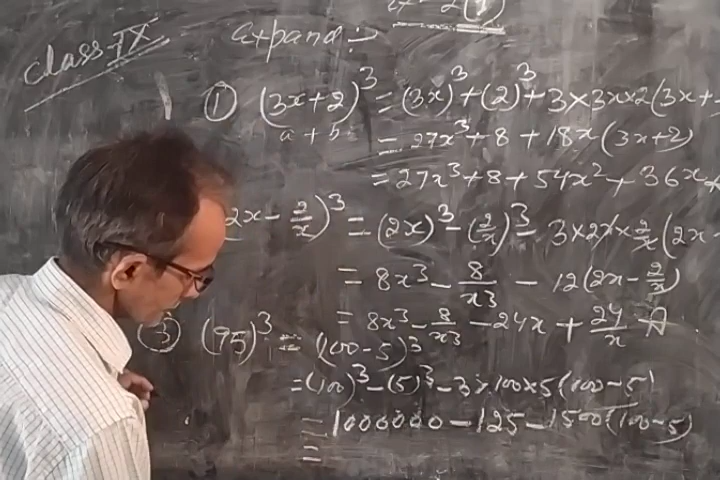 Class-IX
Expand:-
① (3x+2)³ = (3x)³+(2)³+3×3x×2(3x+
a + b = 27x³+8+18x(3x+2)
= 27x³+8+54x²+36x
2x - 2/x)³ = (2x)³-(2/x)³- 3×2x×2/x(2x-
= 8x³ - 8/x3 - 12(2x-2/x)
= 8x³ - 8/x3 - 24x + 24/x A
③ (95)³ = (100-5)³
= (100)³-(5)³-3×100×5(100-5)
= 1000000 - 125 - 1500(100-5)
=